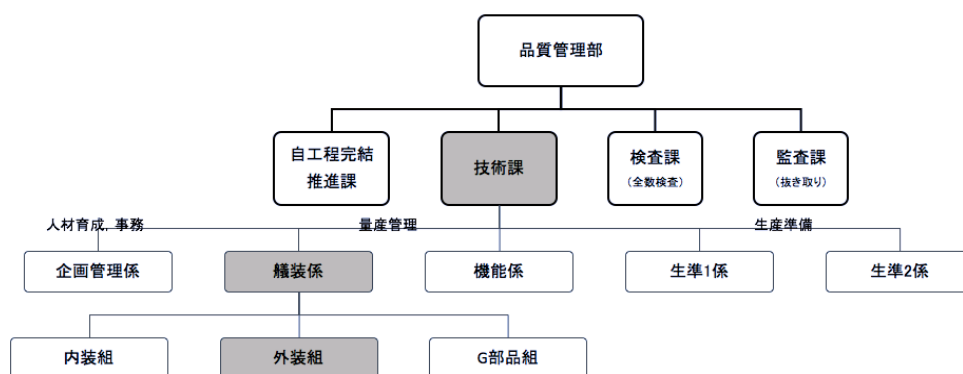 品質管理部
自工程完結
推進課
技術課
検査課
(全数検査)
監査課
(抜き取り)
人材育成, 事務
量産管理
生産準備
企画管理係
艤装係
機能係
生準1係
生準2係
内装組
外装組
G部品組